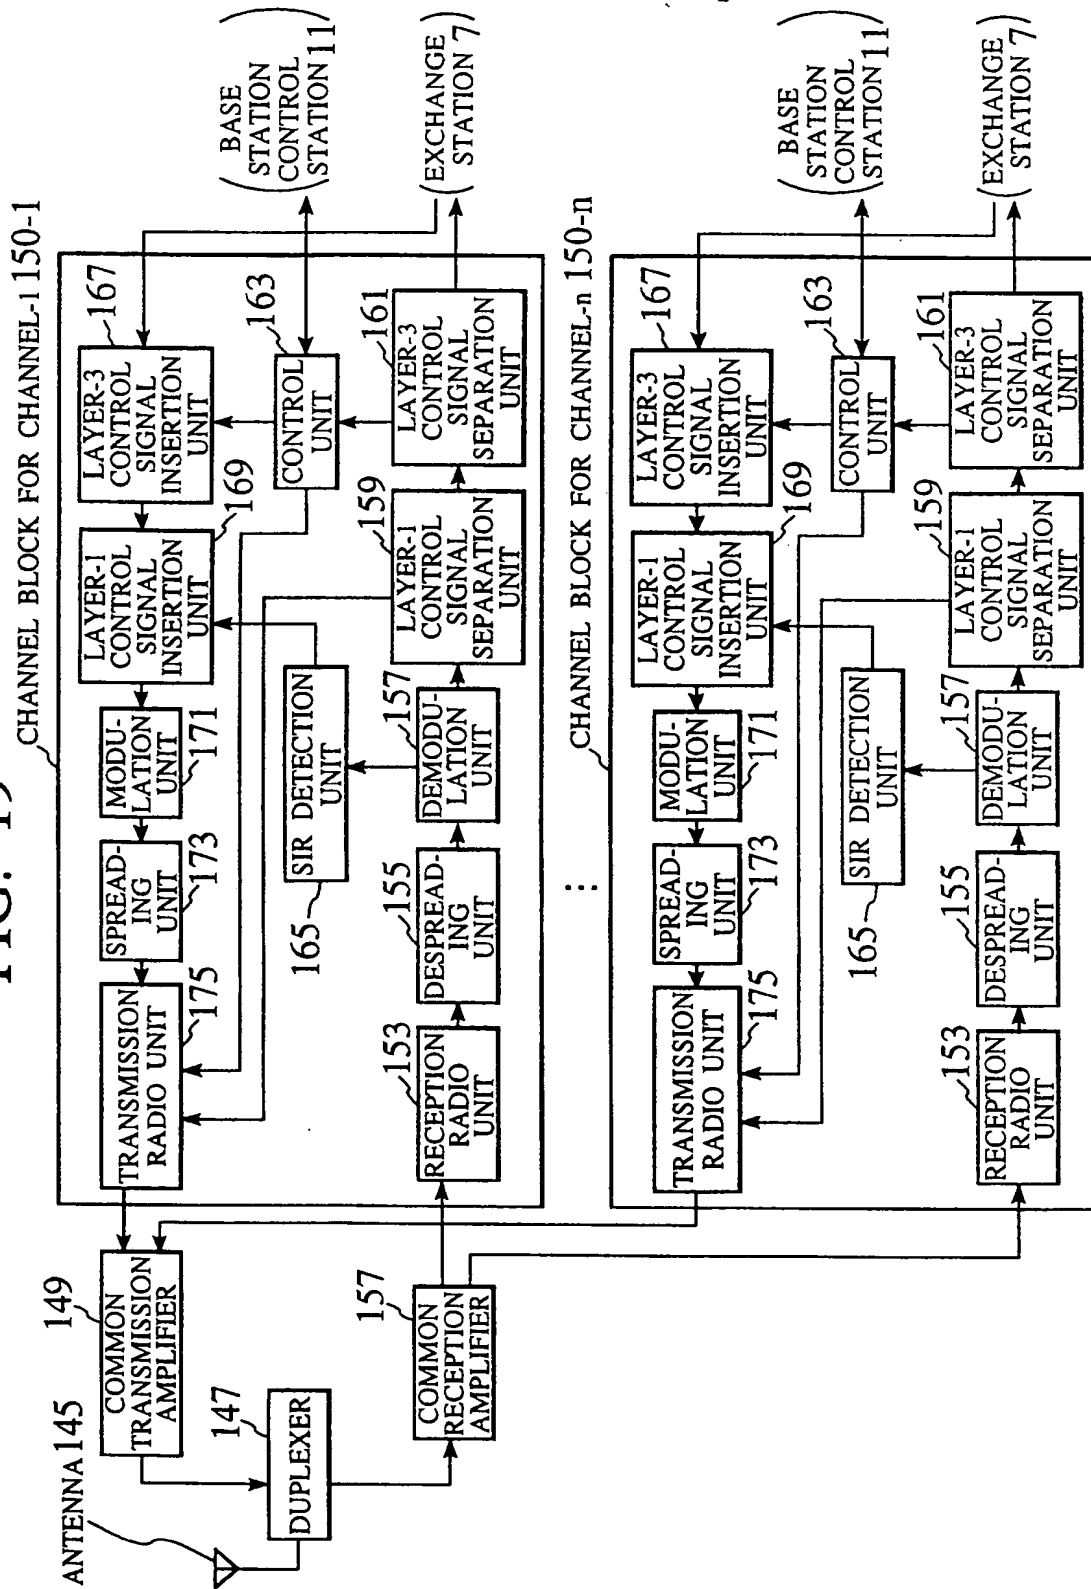 FIG. 19
ANTENNA 145
DUPLEXER
147
COMMON
TRANSMISSION
AMPLIFIER
149
COMMON
RECEPTION
AMPLIFIER
157
CHANNEL BLOCK FOR CHANNEL-1 150-1
TRANSMISSION
RADIO UNIT
175
SPREAD-
ING
UNIT
173
MODU-
LATION
UNIT
171
LAYER-1
CONTROL
SIGNAL
INSERTION
UNIT
169
LAYER-3
CONTROL
SIGNAL
INSERTION
UNIT
167
SIR DETECTION
UNIT
165
CONTROL
UNIT
163
RECEPTION
RADIO
UNIT
153
DESPREAD-
ING
UNIT
155
DEMODU-
LATION
UNIT
157
LAYER-1
CONTROL
SIGNAL
SEPARATION
UNIT
159
LAYER-3
CONTROL
SIGNAL
SEPARATION
UNIT
161
(BASE
STATION
CONTROL
STATION 11)
(EXCHANGE
STATION 7)
...
CHANNEL BLOCK FOR CHANNEL-n 150-n
TRANSMISSION
RADIO UNIT
175
SPREAD-
ING
UNIT
173
MODU-
LATION
UNIT
171
LAYER-1
CONTROL
SIGNAL
INSERTION
UNIT
169
LAYER-3
CONTROL
SIGNAL
INSERTION
UNIT
167
SIR DETECTION
UNIT
165
CONTROL
UNIT
163
RECEPTION
RADIO
UNIT
153
DESPREAD-
ING
UNIT
155
DEMODU-
LATION
UNIT
157
LAYER-1
CONTROL
SIGNAL
SEPARATION
UNIT
159
LAYER-3
CONTROL
SIGNAL
SEPARATION
UNIT
161
(BASE
STATION
CONTROL
STATION 11)
(EXCHANGE
STATION 7)